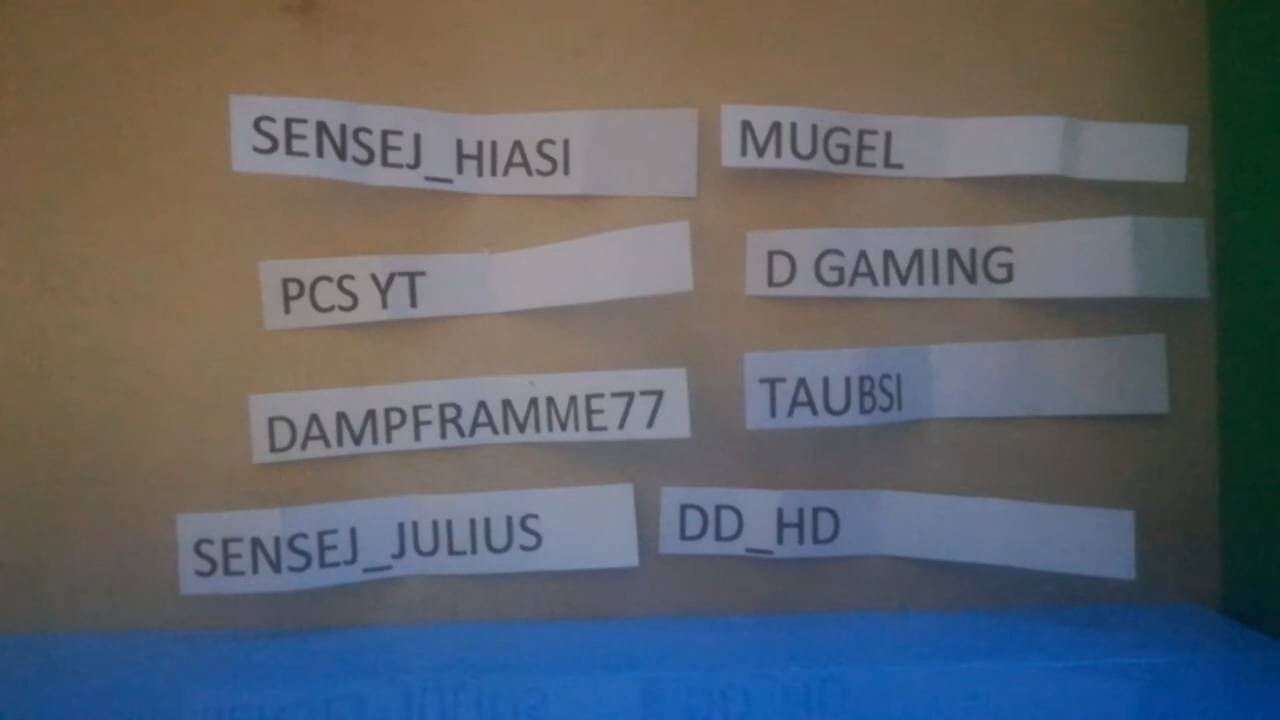 SENSEJ_HIASI
MUGEL
PCS YT
D GAMING
DAMPFRAMME77
TAUBSI
SENSEJ_JULIUS
DD_HD